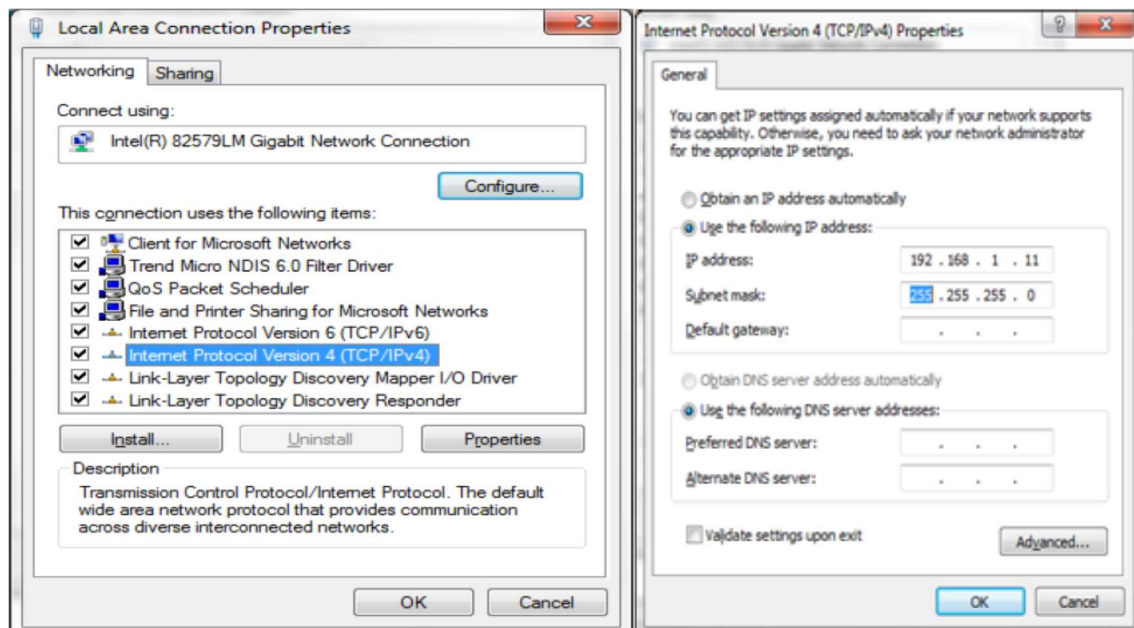 Local Area Connection Properties
Networking
Sharing
Connect using:
Intel(R) 82579LM Gigabit Network Connection
Configure...
This connection uses the following items:
Client for Microsoft Networks
Trend Micro NDIS 6.0 Filter Driver
QoS Packet Scheduler
File and Printer Sharing for Microsoft Networks
Internet Protocol Version 6 (TCP/IPv6)
Internet Protocol Version 4 (TCP/IPv4)
Link-Layer Topology Discovery Mapper I/O Driver
Link-Layer Topology Discovery Responder
Install...
Uninstall
Properties
Description
Transmission Control Protocol/Internet Protocol. The default
wide area network protocol that provides communication
across diverse interconnected networks.
OK
Cancel
Internet Protocol Version 4 (TCP/IPv4) Properties
General
You can get IP settings assigned automatically if your network supports
this capability. Otherwise, you need to ask your network administrator
for the appropriate IP settings.
Obtain an IP address automatically
Use the following IP address:
IP address: 192 . 168 . 1 . 11
Subnet mask: 255 . 255 . 255 . 0
Default gateway: . . .
Obtain DNS server address automatically
Use the following DNS server addresses:
Preferred DNS server: . . .
Alternate DNS server: . . .
Validate settings upon exit
Advanced...
OK
Cancel